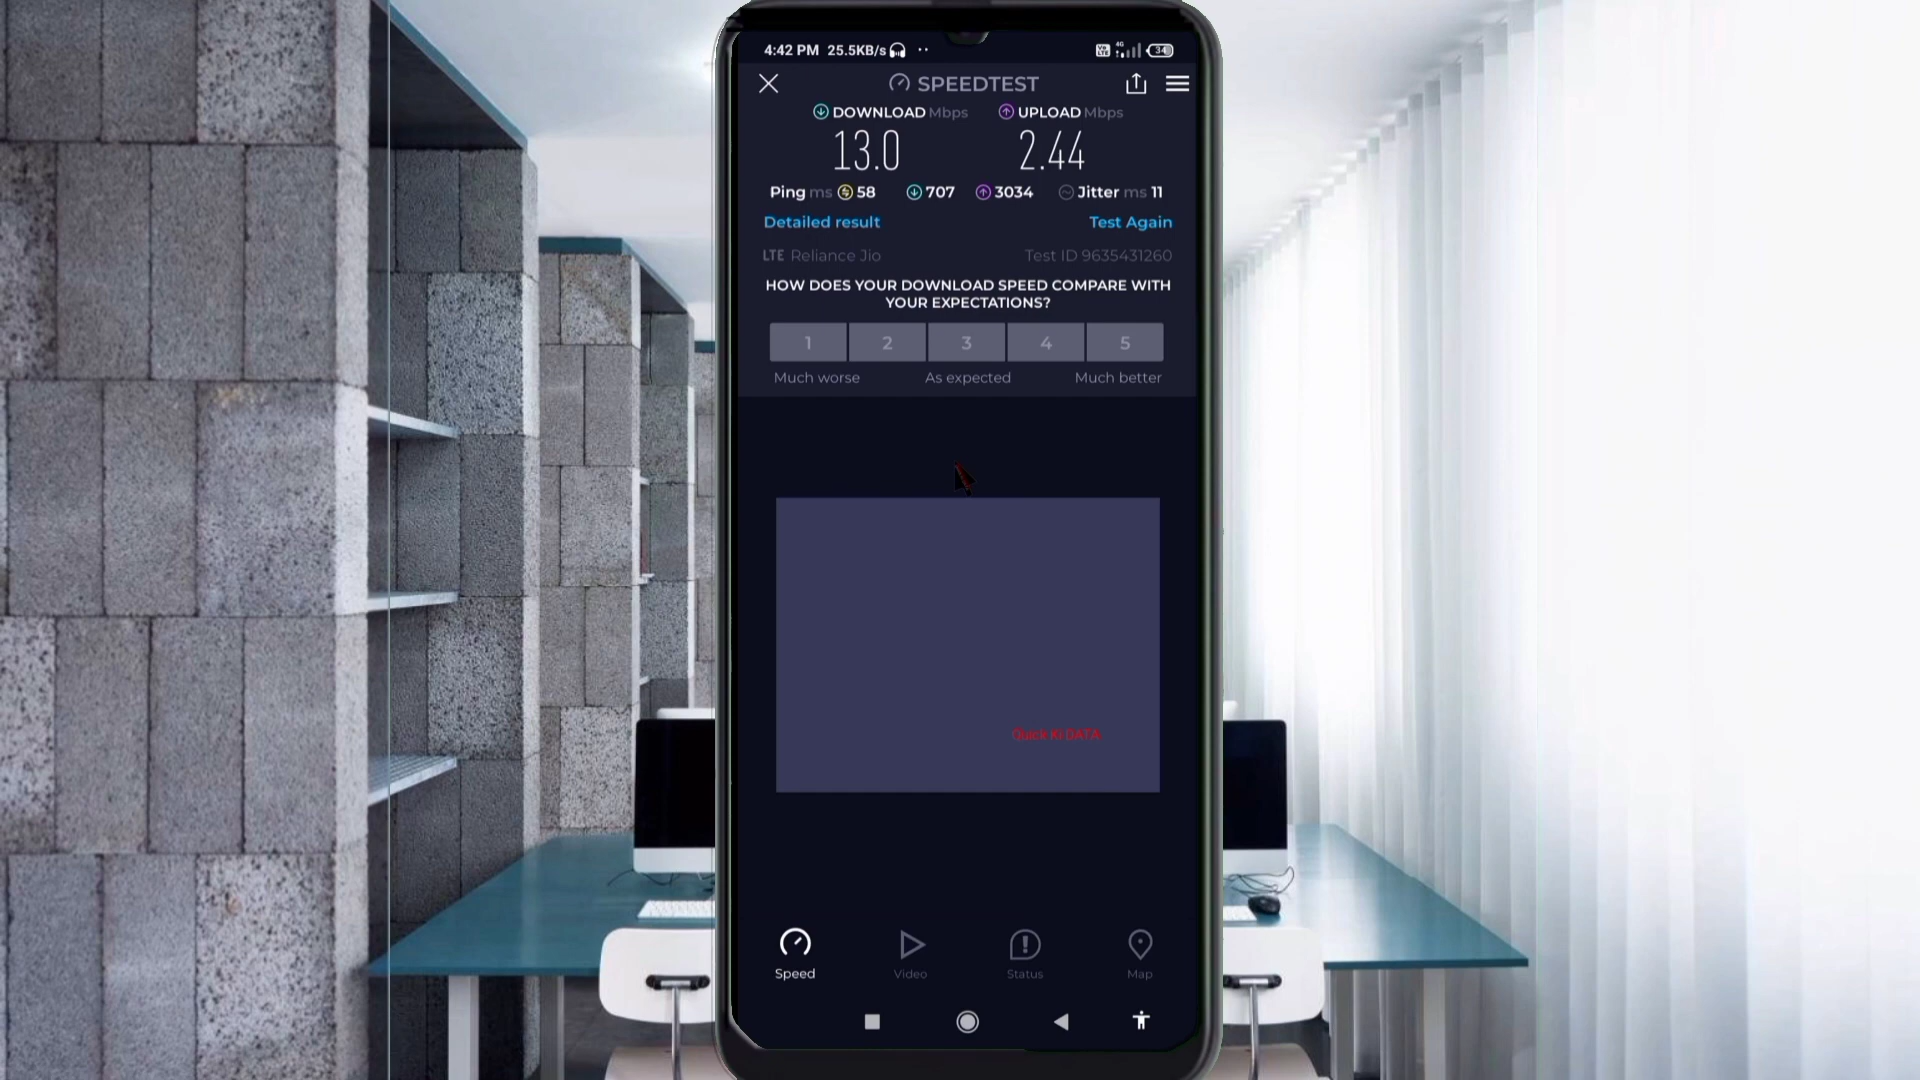 4:42 PM 25.5KB/s
4G 34
SPEEDTEST
DOWNLOAD Mbps UPLOAD Mbps
13.0 2.44
Ping ms 58 707 3034 Jitter ms 11
Detailed result Test Again
LTE Reliance Jio Test ID 9635431260
HOW DOES YOUR DOWNLOAD SPEED COMPARE WITH
YOUR EXPECTATIONS?
1 2 3 4 5
Much worse As expected Much better
Quick Ki DATA
Speed Video Status Map